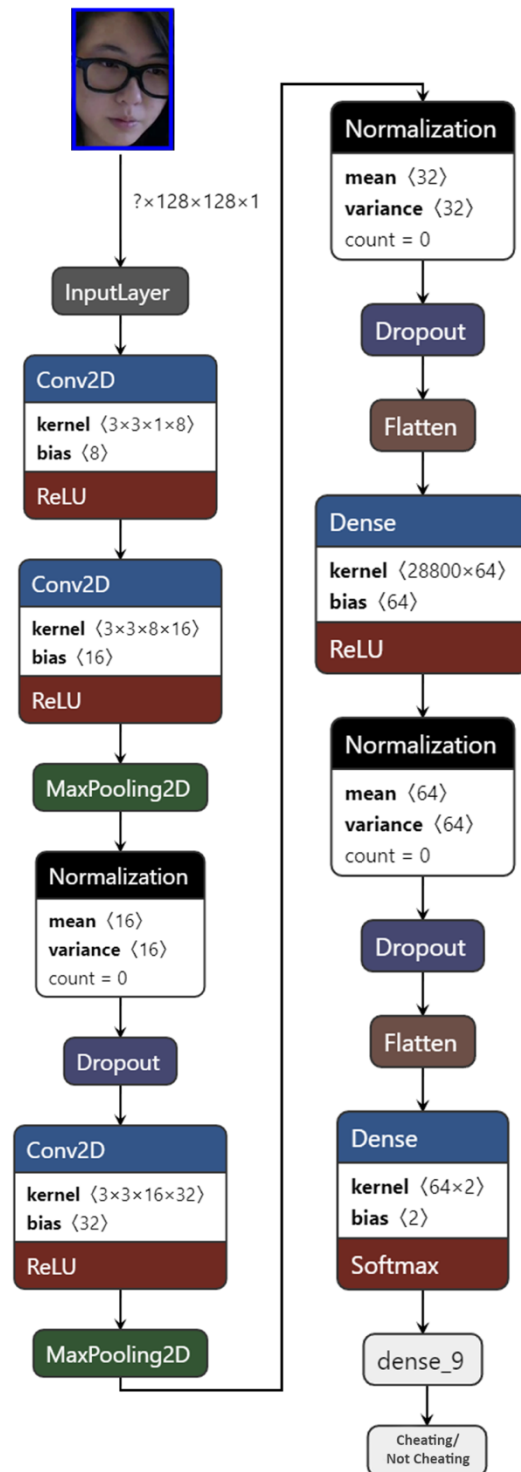 ?×128×128×1
InputLayer
Conv2D
kernel ⟨3×3×1×8⟩
bias ⟨8⟩
ReLU
Conv2D
kernel ⟨3×3×8×16⟩
bias ⟨16⟩
ReLU
MaxPooling2D
Normalization
mean ⟨16⟩
variance ⟨16⟩
count = 0
Dropout
Conv2D
kernel ⟨3×3×16×32⟩
bias ⟨32⟩
ReLU
MaxPooling2D
Normalization
mean ⟨32⟩
variance ⟨32⟩
count = 0
Dropout
Flatten
Dense
kernel ⟨28800×64⟩
bias ⟨64⟩
ReLU
Normalization
mean ⟨64⟩
variance ⟨64⟩
count = 0
Dropout
Flatten
Dense
kernel ⟨64×2⟩
bias ⟨2⟩
Softmax
dense_9
Cheating/
Not Cheating